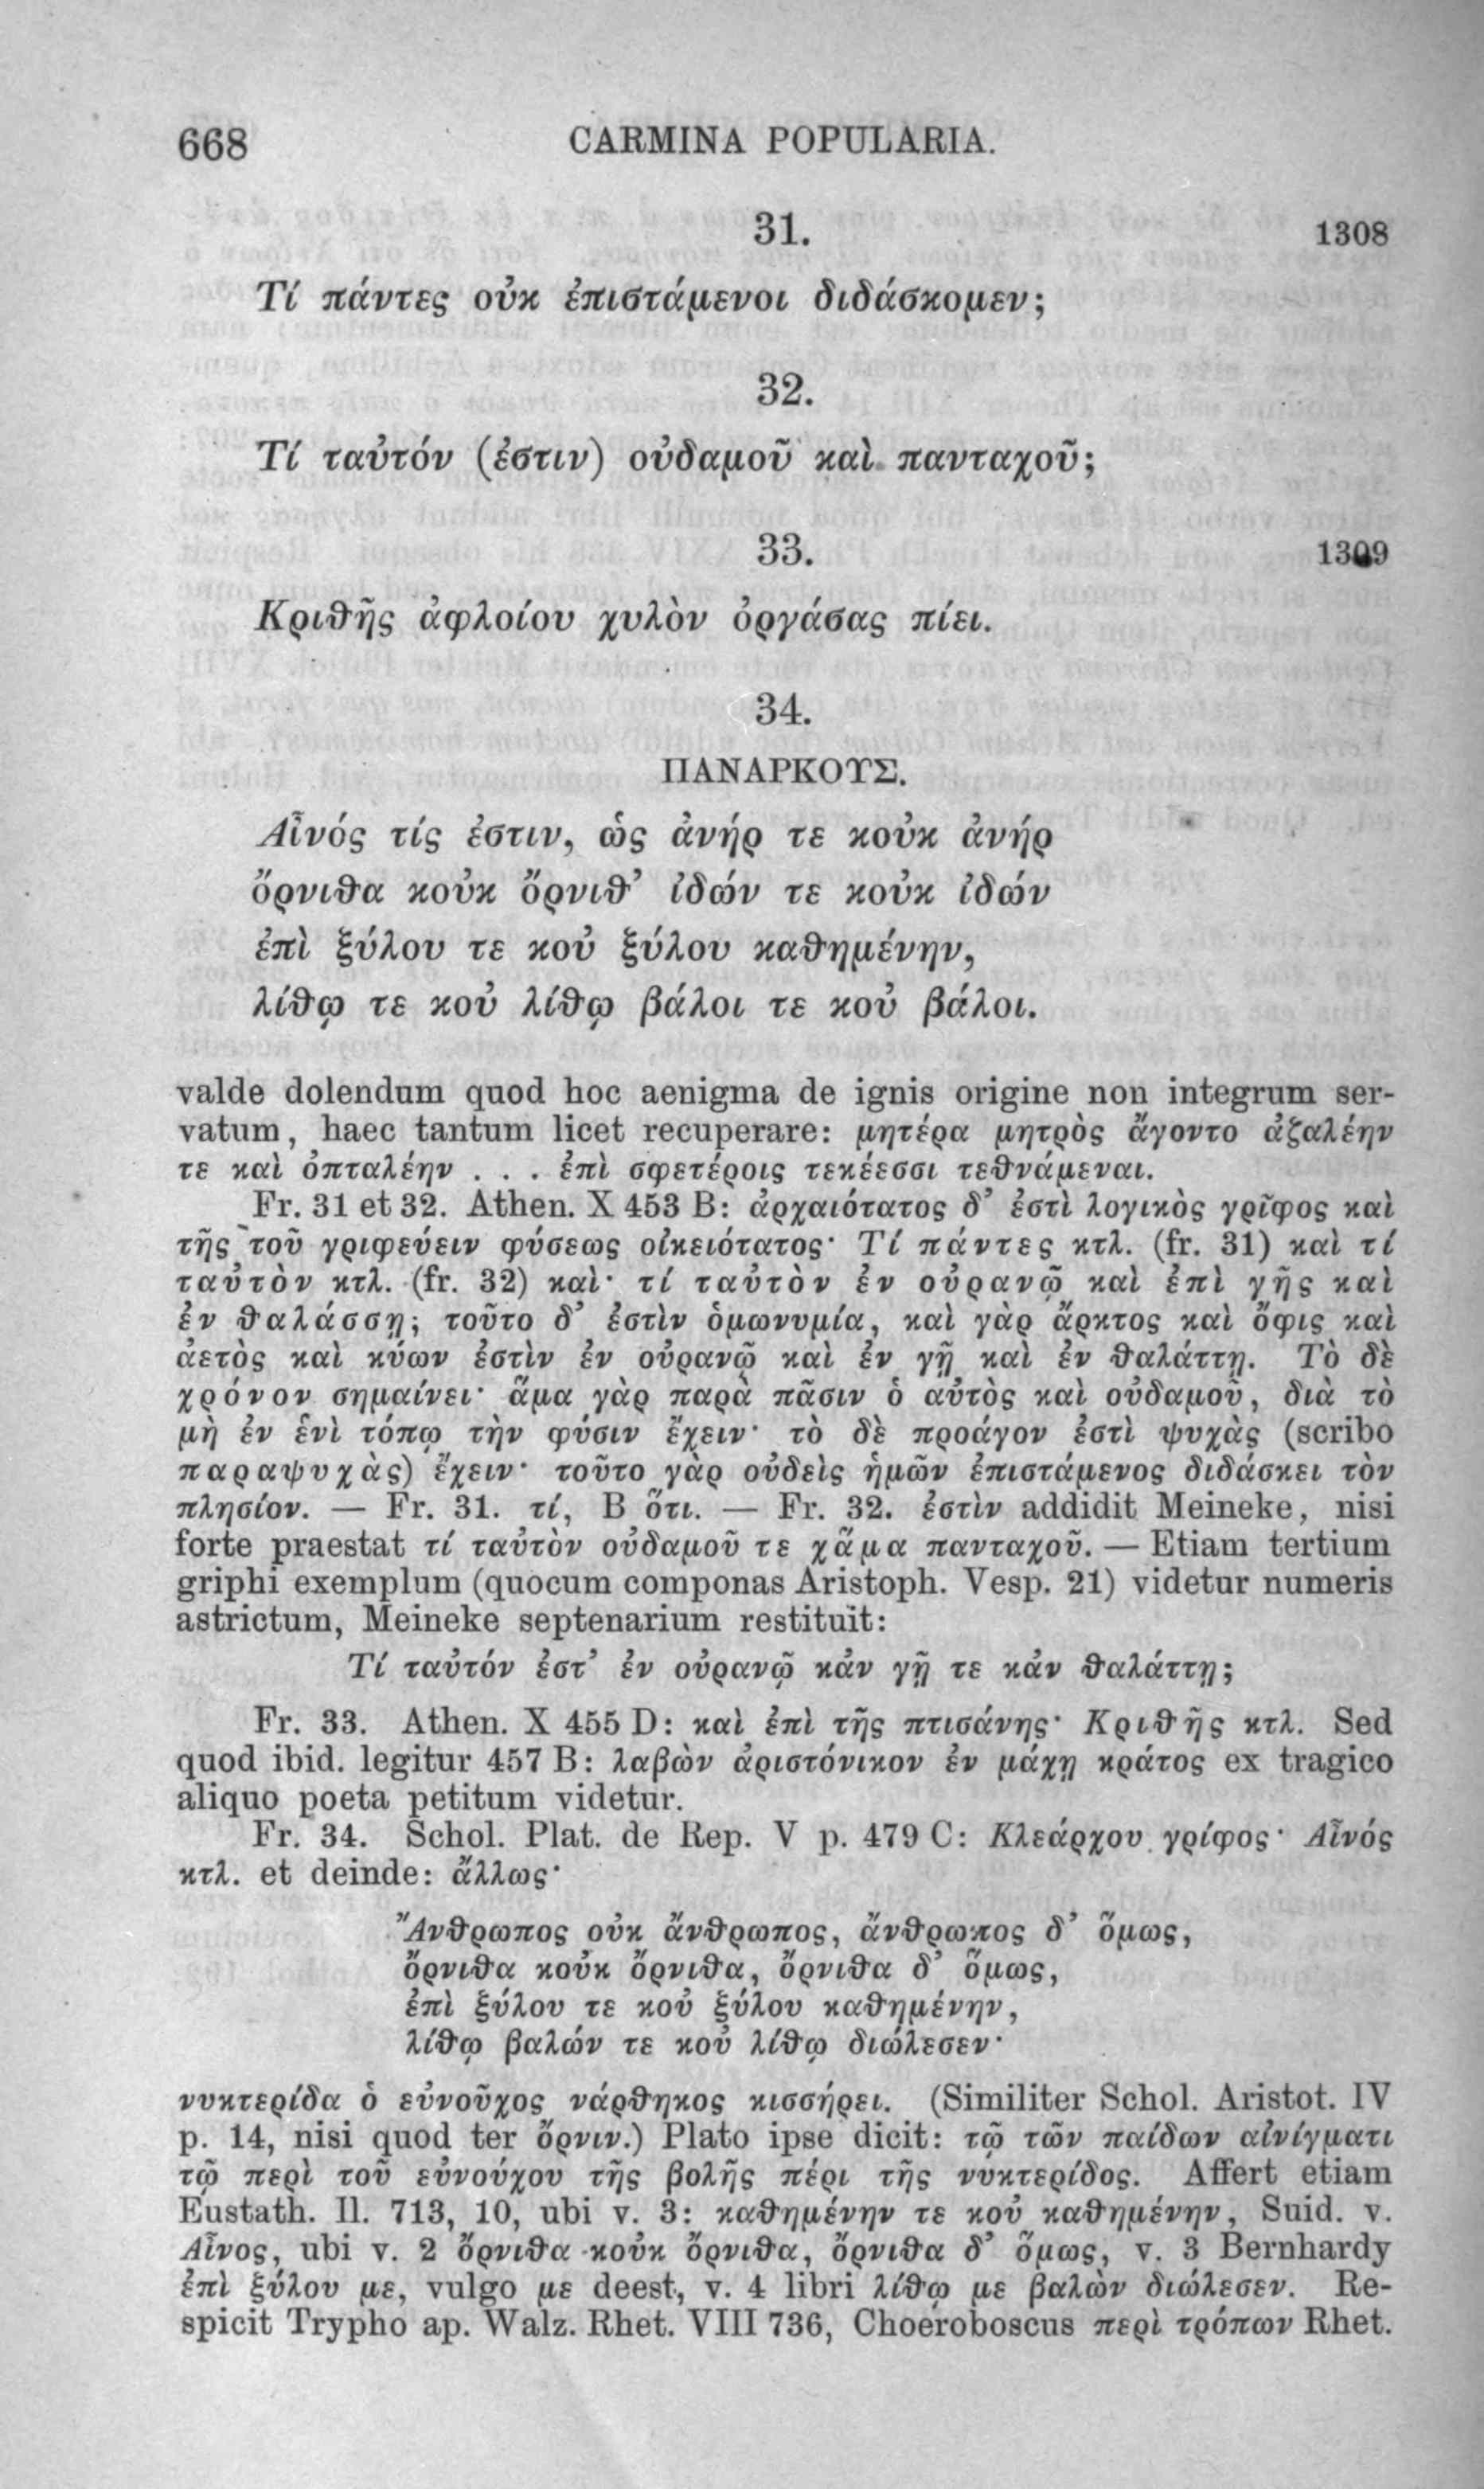 668
CARMINA POPULARIA.
31.
1308
Τί πάντες οὐκ ἐπιστάμενοι διδάσκομεν;
32.
Τί ταὐτόν (ἐστιν) οὐδαμοῦ καὶ πανταχοῦ;
33.
1309
Κριθῆς ἀφλοίου χυλὸν ὀργάσας πίει.
34.
ΠΑΝΑΡΚΟΥΣ.
Αἶνός τίς ἐστιν, ὡς ἀνήρ τε κοὐκ ἀνήρ
ὄρνιθα κοὐκ ὄρνιθ’ ἰδών τε κοὐκ ἰδών
ἐπὶ ξύλου τε κοὐ ξύλου καθημένην,
λίθῳ τε κοὐ λίθῳ βάλοι τε κοὐ βάλοι.
valde dolendum quod hoc aenigma de ignis origine non integrum ser-
vatum, haec tantum licet recuperare: μητέρα μητρὸς ἄγοντο ἀζαλέην
τε καὶ ὀπταλέην . . . ἐπὶ σφετέροις τεκέεσσι τεθνάμεναι.
Fr. 31 et 32. Athen. X 453 B: ἀρχαιότατος δ’ ἐστὶ λογικὸς γρῖφος καὶ
τῆς τοῦ γριφεύειν φύσεως οἰκειότατος· Τί πάντες κτλ. (fr. 31) καὶ τί
ταὐτὸν κτλ. (fr. 32) καὶ· τί ταὐτὸν ἐν οὐρανῷ καὶ ἐπὶ γῆς καὶ
ἐν θαλάσσῃ; τοῦτο δ’ ἐστὶν ὁμωνυμία, καὶ γὰρ ἄρκτος καὶ ὄφις καὶ
ἀετὸς καὶ κύων ἐστὶν ἐν οὐρανῷ καὶ ἐν γῇ καὶ ἐν θαλάττῃ. Τὸ δὲ
χρόνον σημαίνει· ἅμα γὰρ παρὰ πᾶσιν ὁ αὐτὸς καὶ οὐδαμοῦ, διὰ τὸ
μὴ ἐν ἑνὶ τόπῳ τὴν φύσιν ἔχειν· τὸ δὲ προάγον ἐστὶ ψυχὰς (scribo
παραψυχὰς) ἔχειν· τοῦτο γὰρ οὐδεὶς ἡμῶν ἐπιστάμενος διδάσκει τὸν
πλησίον. — Fr. 31. τί, B ὅτι. — Fr. 32. ἐστὶν addidit Meineke, nisi
forte praestat τί ταὐτὸν οὐδαμοῦ τε χἅμα πανταχοῦ. — Etiam tertium
griphi exemplum (quocum componas Aristoph. Vesp. 21) videtur numeris
astrictum, Meineke septenarium restituit:
Τί ταὐτόν ἐστ’ ἐν οὐρανῷ κἀν γῇ τε κἀν θαλάττῃ;
Fr. 33. Athen. X 455 D: καὶ ἐπὶ τῆς πτισάνης· Κριθῆς κτλ. Sed
quod ibid. legitur 457 B: λαβὼν ἀριστόνικον ἐν μάχῃ κράτος ex tragico
aliquo poeta petitum videtur.
Fr. 34. Schol. Plat. de Rep. V p. 479 C: Κλεάρχου γρίφος· Αἶνός
κτλ. et deinde: ἄλλως·
Ἄνθρωπος οὐκ ἄνθρωπος, ἄνθρωπος δ’ ὅμως,
ὄρνιθα κοὐκ ὄρνιθα, ὄρνιθα δ’ ὅμως,
ἐπὶ ξύλου τε κοὐ ξύλου καθημένην,
λίθῳ βαλών τε κοὐ λίθῳ διώλεσεν·
νυκτερίδα ὁ εὐνοῦχος νάρθηκος κισσήρει. (Similiter Schol. Aristot. IV
p. 14, nisi quod ter ὄρνιν.) Plato ipse dicit: τῷ τῶν παίδων αἰνίγματι
τῷ περὶ τοῦ εὐνούχου τῆς βολῆς πέρι τῆς νυκτερίδος. Affert etiam
Eustath. Il. 713, 10, ubi v. 3: καθημένην τε κοὐ καθημένην, Suid. v.
Αἶνος, ubi v. 2 ὄρνιθα κοὐκ ὄρνιθα, ὄρνιθα δ’ ὅμως, v. 3 Bernhardy
ἐπὶ ξύλου με, vulgo με deest, v. 4 libri λίθῳ με βαλὼν διώλεσεν. Re-
spicit Trypho ap. Walz. Rhet. VIII 736, Choeroboscus περὶ τρόπων Rhet.